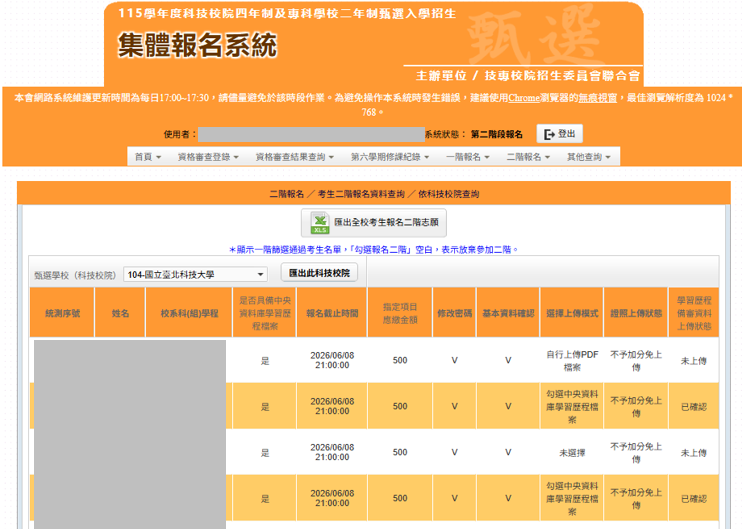 115學年度科技校院四年制及專科學校二年制甄選入學招生
集體報名系統
甄選
主辦單位 / 技專校院招生委員會聯合會
本會網路系統維護更新時間為每日17:00~17:30，請儘量避免於該時段作業。為避免操作本系統時發生錯誤，建議使用Chrome瀏覽器的無痕視窗，最佳瀏覽解析度為 1024 *
768。
使用者： 系統狀態： 第二階段報名 登出
首頁 資格審查登錄 資格審查結果查詢 第六學期修課紀錄 一階報名 二階報名 其他查詢
二階報名 ／ 考生二階報名資料查詢 ／ 依科技校院查詢
XLS 匯出全校考生報名二階志願
＊顯示一階篩選通過考生名單，「勾選報名二階」空白，表示放棄參加二階。
甄選學校（科技校院） 104-國立臺北科技大學 匯出此科技校院
統測序號 姓名 校系科(組)學程 是否具備中央資料庫學習歷程檔案 報名截止時間 指定項目應繳金額 修改密碼 基本資料確認 選擇上傳模式 證照上傳狀態 學習歷程備審資料上傳狀態
是 2026/06/08 21:00:00 500 V V 自行上傳PDF檔案 不予加分免上傳 未上傳
是 2026/06/08 21:00:00 500 V V 勾選中央資料庫學習歷程檔案 不予加分免上傳 已確認
是 2026/06/08 21:00:00 500 V V 未選擇 不予加分免上傳 未上傳
是 2026/06/08 21:00:00 500 V V 勾選中央資料庫學習歷程檔案 不予加分免上傳 已確認